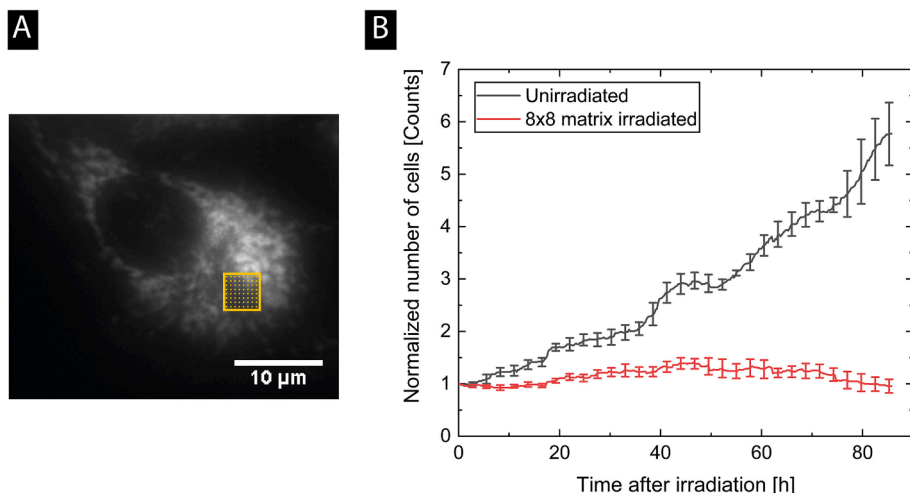 A
10 µm
B
Normalized number of cells [Counts]
7
6
5
4
3
2
1
0
Unirradiated
8x8 matrix irradiated
0 20 40 60 80
Time after irradiation [h]